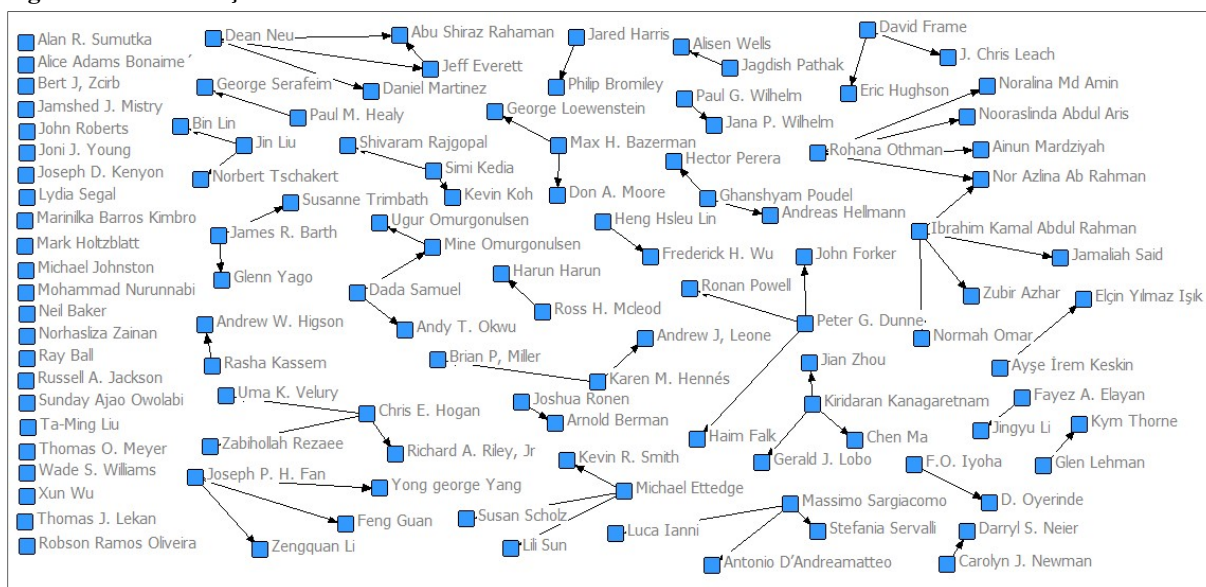 Alan R. Sumutka
Alice Adams Bonaime´
Bert J, Zcirb
Jamshed J. Mistry
John Roberts
Joni J. Young
Joseph D. Kenyon
Lydia Segal
Marinilka Barros Kimbro
Mark Holtzblatt
Michael Johnston
Mohammad Nurunnabi
Neil Baker
Norhasliza Zainan
Ray Ball
Russell A. Jackson
Sunday Ajao Owolabi
Ta-Ming Liu
Thomas O. Meyer
Wade S. Williams
Xun Wu
Thomas J. Lekan
Robson Ramos Oliveira
Dean Neu
Abu Shiraz Rahaman
Jeff Everett
Daniel Martinez
George Serafeim
Paul M. Healy
Bin Lin
Jin Liu
Norbert Tschakert
Susanne Trimbath
James R. Barth
Glenn Yago
Andrew W. Higson
Rasha Kassem
Uma K. Velury
Chris E. Hogan
Zabihollah Rezaee
Richard A. Riley, Jr
Joseph P. H. Fan
Yong george Yang
Feng Guan
Zengquan Li
Jared Harris
Philip Bromiley
George Loewenstein
Max H. Bazerman
Don A. Moore
Shivaram Rajgopal
Simi Kedia
Kevin Koh
Ugur Omurgonulsen
Mine Omurgonulsen
Dada Samuel
Andy T. Okwu
Harun Harun
Ross H. Mcleod
Brian P, Miller
Andrew J, Leone
Karen M. Hennés
Joshua Ronen
Arnold Berman
Kevin R. Smith
Michael Ettedge
Susan Scholz
Lili Sun
Alisen Wells
Jagdish Pathak
Paul G. Wilhelm
Jana P. Wilhelm
Hector Perera
Ghanshyam Poudel
Andreas Hellmann
Heng Hsleu Lin
Frederick H. Wu
John Forker
Ronan Powell
Peter G. Dunne
Haim Falk
Jian Zhou
Kiridaran Kanagaretnam
Gerald J. Lobo
Chen Ma
Luca Ianni
Massimo Sargiacomo
Stefania Servalli
Antonio D'Andreamatteo
David Frame
J. Chris Leach
Eric Hughson
Noralina Md Amin
Nooraslinda Abdul Aris
Rohana Othman
Ainun Mardziyah
Nor Azlina Ab Rahman
Ibrahim Kamal Abdul Rahman
Jamaliah Said
Zubir Azhar
Normah Omar
Elçin Yılmaz Işık
Ayşe İrem Keskin
Fayez A. Elayan
Jingyu Li
Kym Thorne
Glen Lehman
F.O. Iyoha
D. Oyerinde
Darryl S. Neier
Carolyn J. Newman